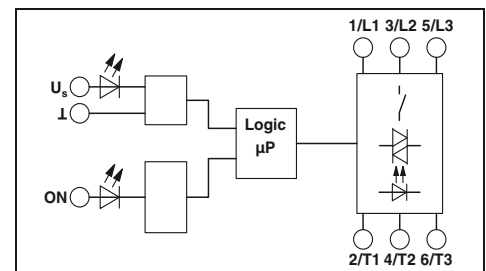 1/L1 3/L2 5/L3
Us
⊥
Logic
µP
ON
2/T1 4/T2 6/T3